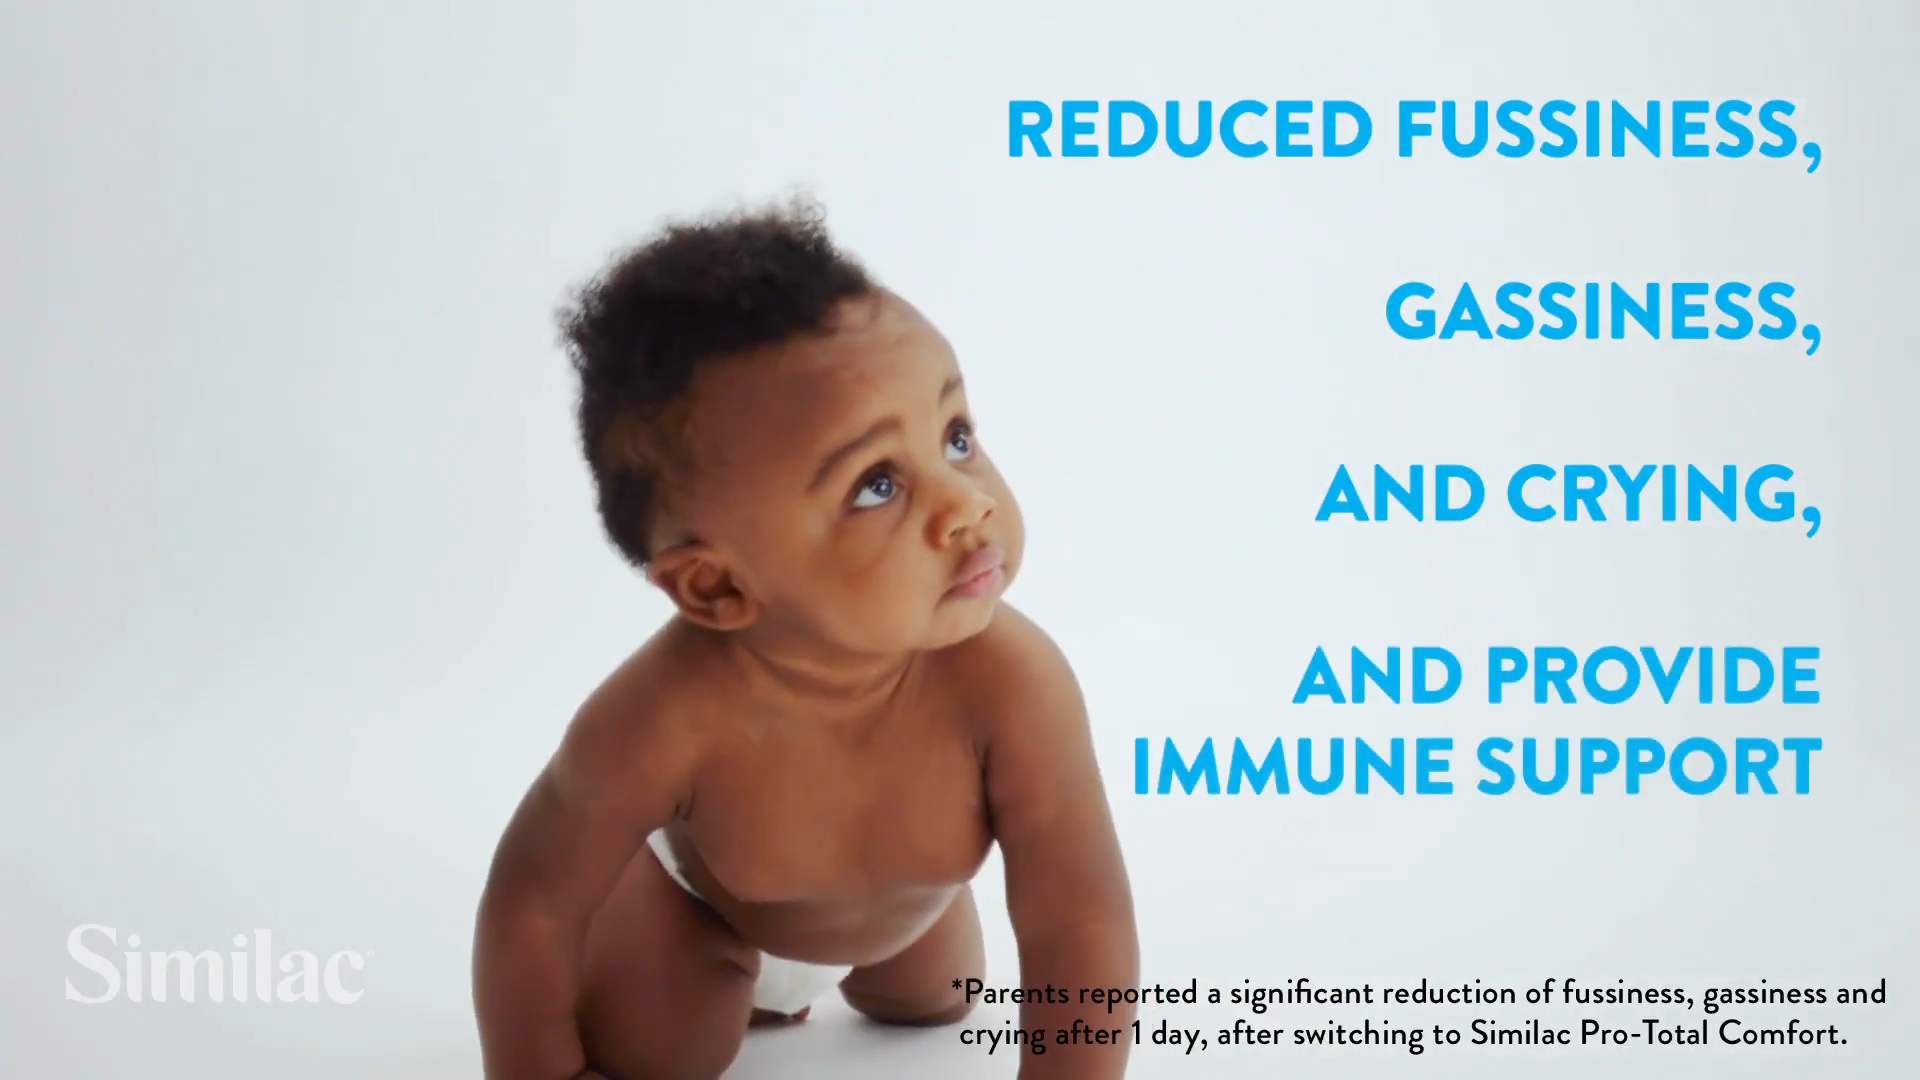 REDUCED FUSSINESS,
GASSINESS,
AND CRYING,
AND PROVIDE
IMMUNE SUPPORT
Similac
*Parents reported a significant reduction of fussiness, gassiness and
crying after 1 day, after switching to Similac Pro-Total Comfort.